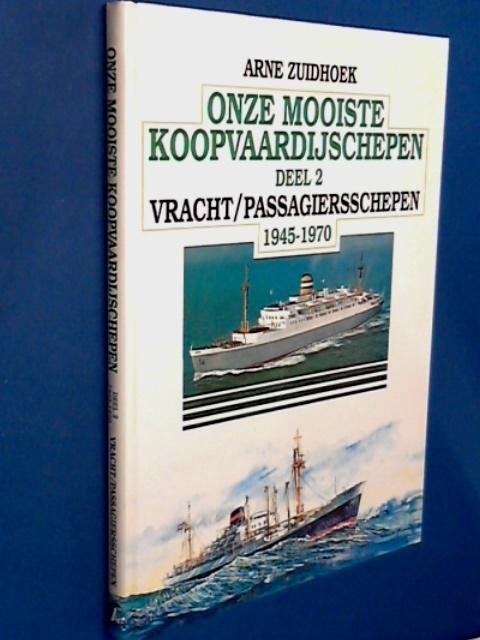 ARNE ZUIDHOEK
ONZE MOOISTE
KOOPVAARDIJSCHEPEN
DEEL 2
VRACHT/PASSAGIERSSCHEPEN
1945-1970
ONZE MOOISTE KOOPVAARDIJSCHEPEN
DEEL 2
VRACHT/PASSAGIERSSCHEPEN